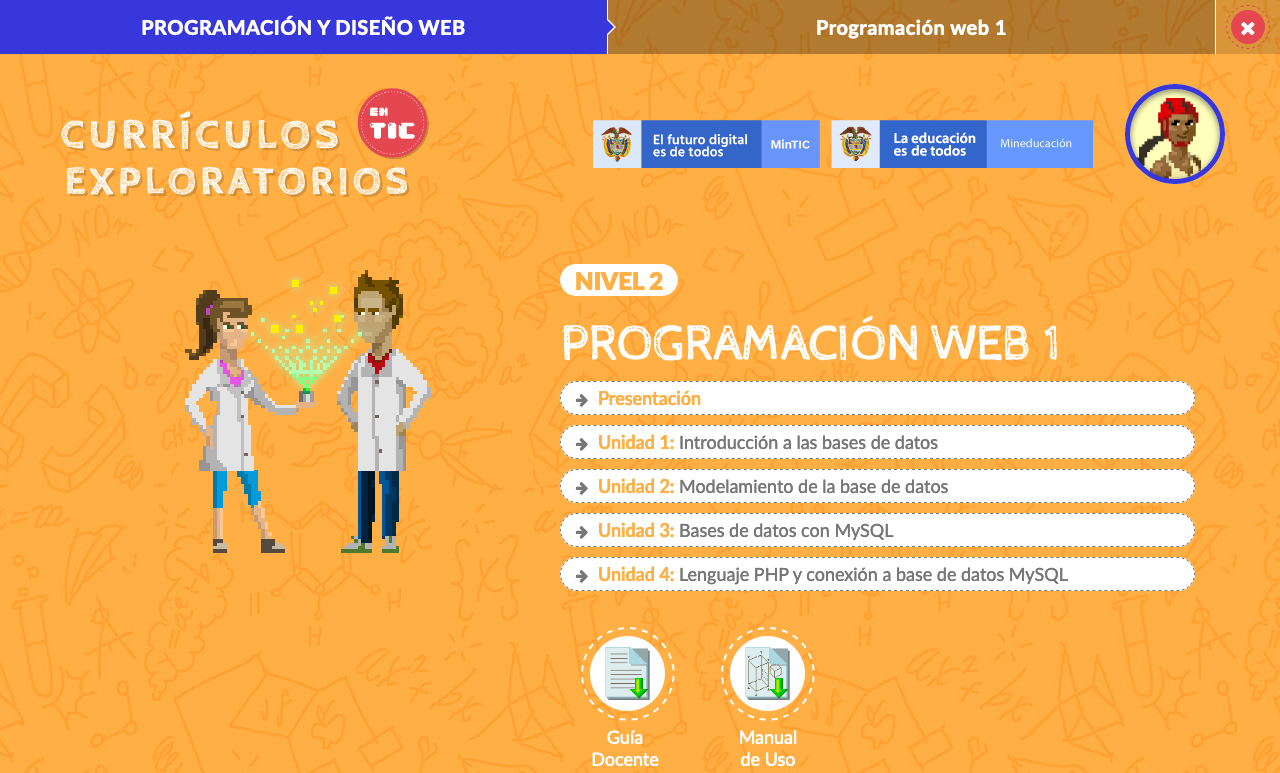 PROGRAMACIÓN Y DISEÑO WEB
Programación web 1
EN
TIC
CURRÍCULOS
EXPLORATORIOS
El futuro digital
es de todos
MinTIC
La educación
es de todos
Mineducación
NIVEL 2
PROGRAMACIÓN WEB 1
Presentación
Unidad 1: Introducción a las bases de datos
Unidad 2: Modelamiento de la base de datos
Unidad 3: Bases de datos con MySQL
Unidad 4: Lenguaje PHP y conexión a base de datos MySQL
Guía
Docente
Manual
de Uso